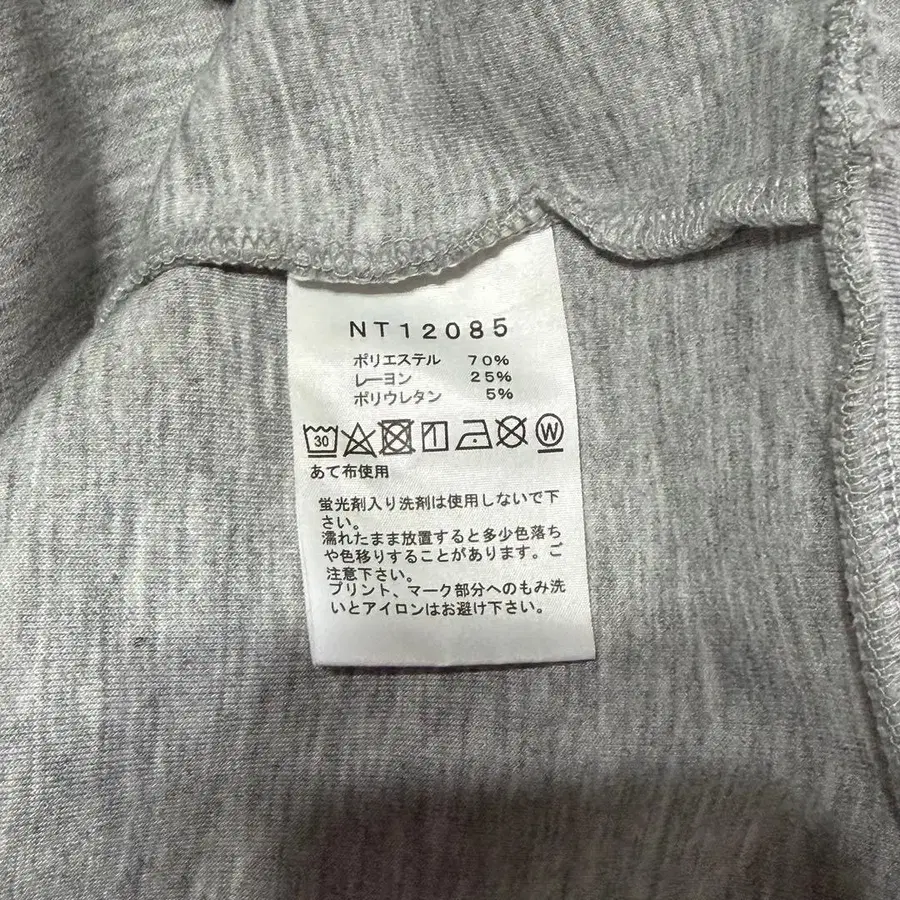 NT12085
ポリエステル 70%
レーヨン 25%
ポリウレタン 5%
30 W
あて布使用
蛍光剤入り洗剤は使用しないで下
さい。
濡れたまま放置すると多少色落ち
や色移りすることがあります。ご
注意下さい。
プリント、マーク部分へのもみ洗
いとアイロンはお避け下さい。